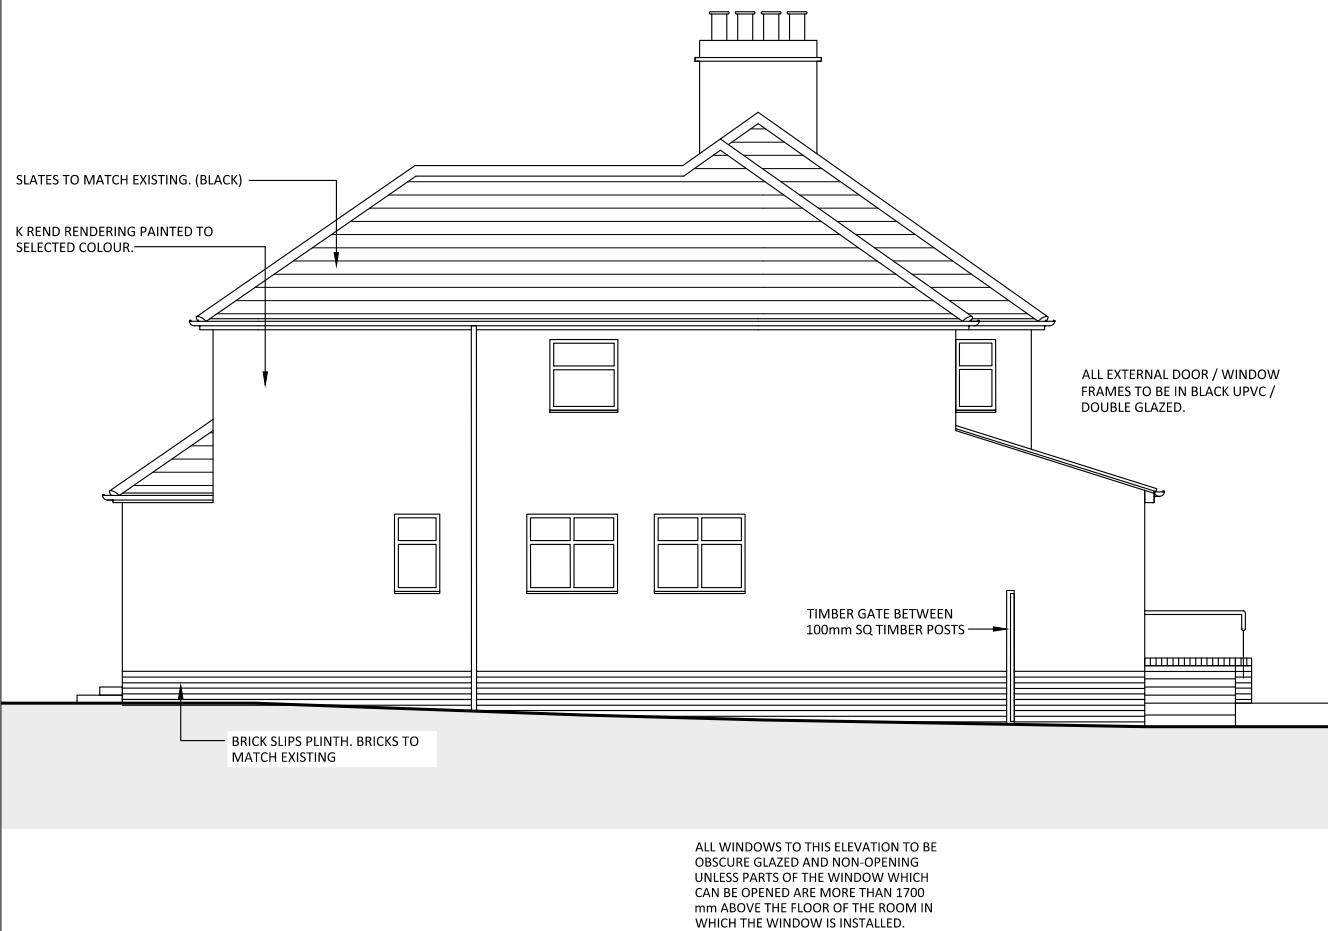 SLATES TO MATCH EXISTING. (BLACK)
K REND RENDERING PAINTED TO
SELECTED COLOUR.
ALL EXTERNAL DOOR / WINDOW
FRAMES TO BE IN BLACK UPVC /
DOUBLE GLAZED.
TIMBER GATE BETWEEN
100mm SQ TIMBER POSTS
BRICK SLIPS PLINTH. BRICKS TO
MATCH EXISTING
ALL WINDOWS TO THIS ELEVATION TO BE
OBSCURE GLAZED AND NON-OPENING
UNLESS PARTS OF THE WINDOW WHICH
CAN BE OPENED ARE MORE THAN 1700
mm ABOVE THE FLOOR OF THE ROOM IN
WHICH THE WINDOW IS INSTALLED.